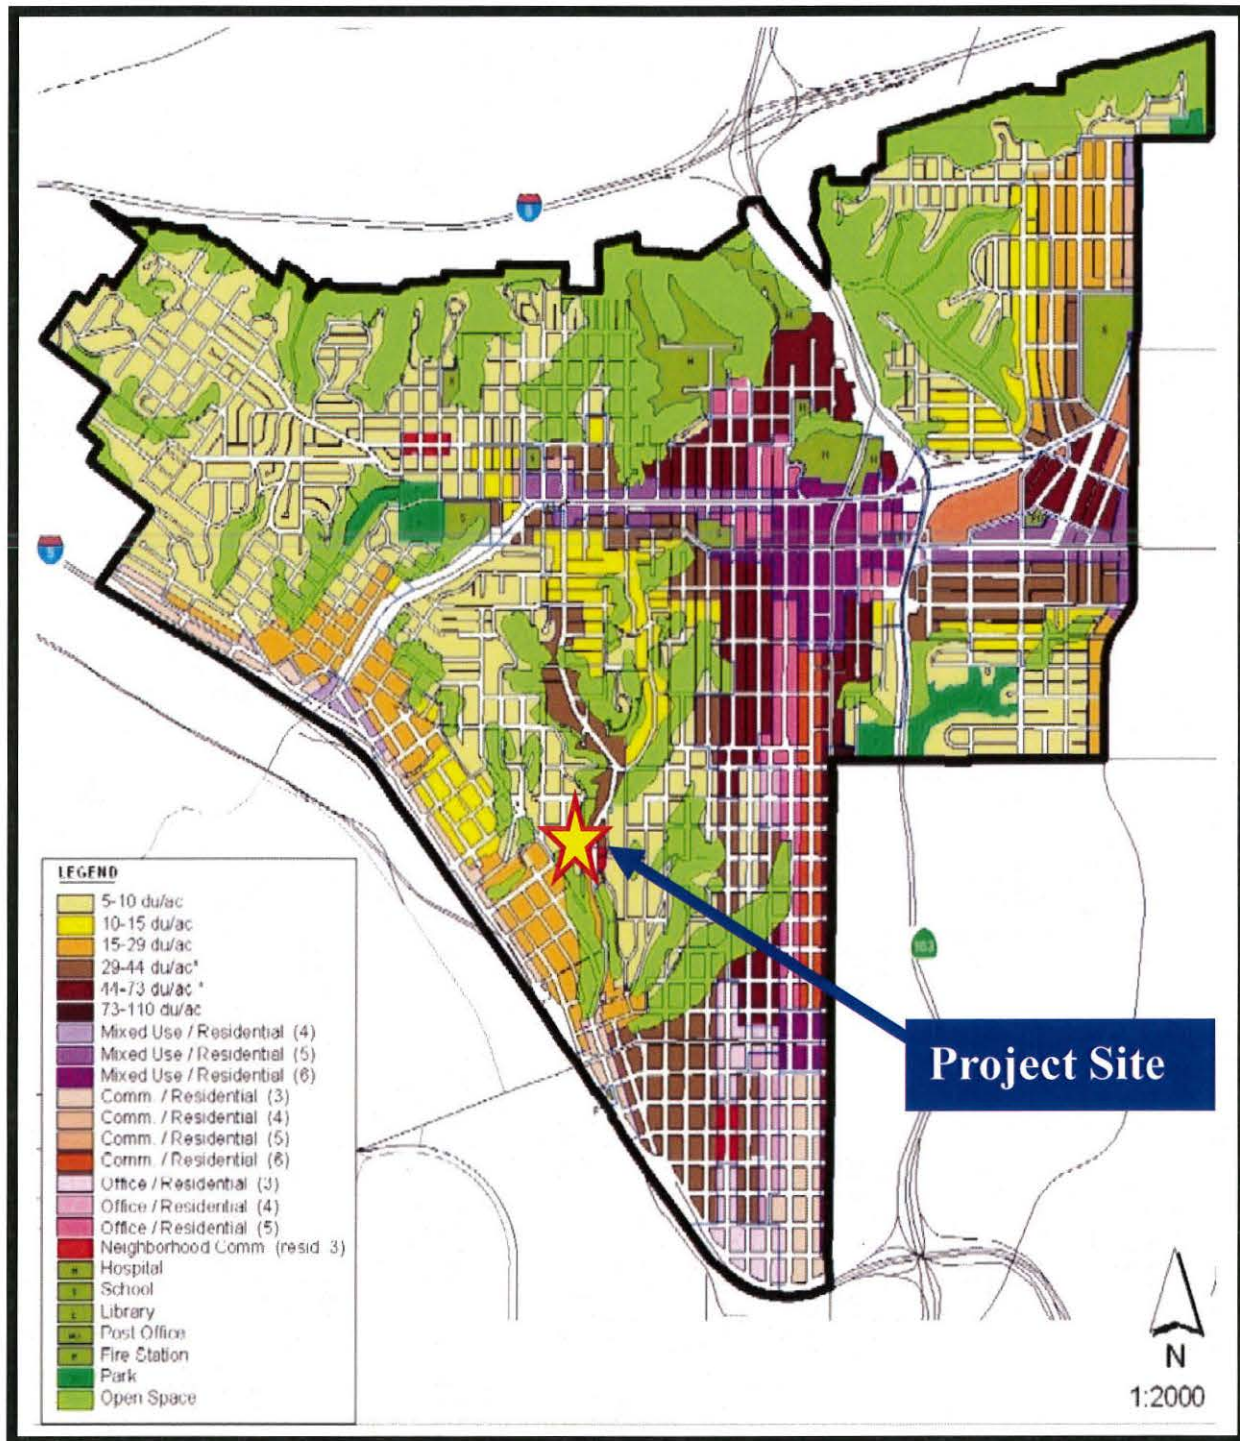 8
5
163
LEGEND
5-10 du/ac
10-15 du/ac
15-29 du/ac
29-44 du/ac*
44-73 du/ac *
73-110 du/ac
Mixed Use / Residential (4)
Mixed Use / Residential (5)
Mixed Use / Residential (6)
Comm. / Residential (3)
Comm. / Residential (4)
Comm. / Residential (5)
Comm. / Residential (6)
Office / Residential (3)
Office / Residential (4)
Office / Residential (5)
Neighborhood Comm. (resid. 3)
Hospital
School
Library
Post Office
Fire Station
Park
Open Space
Project Site
N
1:2000